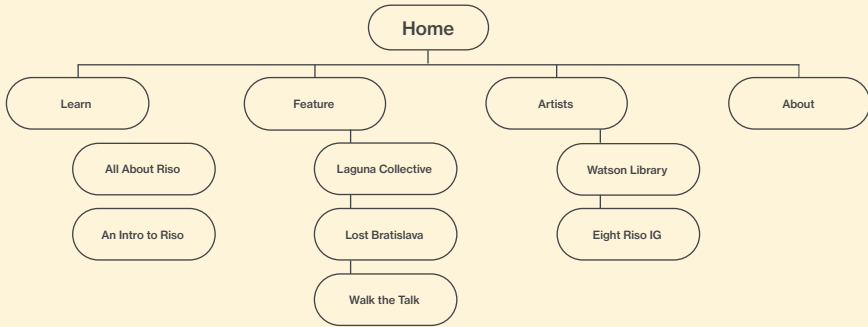 Home
Learn
Feature
Artists
About
All About Riso
Laguna Collective
Watson Library
An Intro to Riso
Lost Bratislava
Eight Riso IG
Walk the Talk